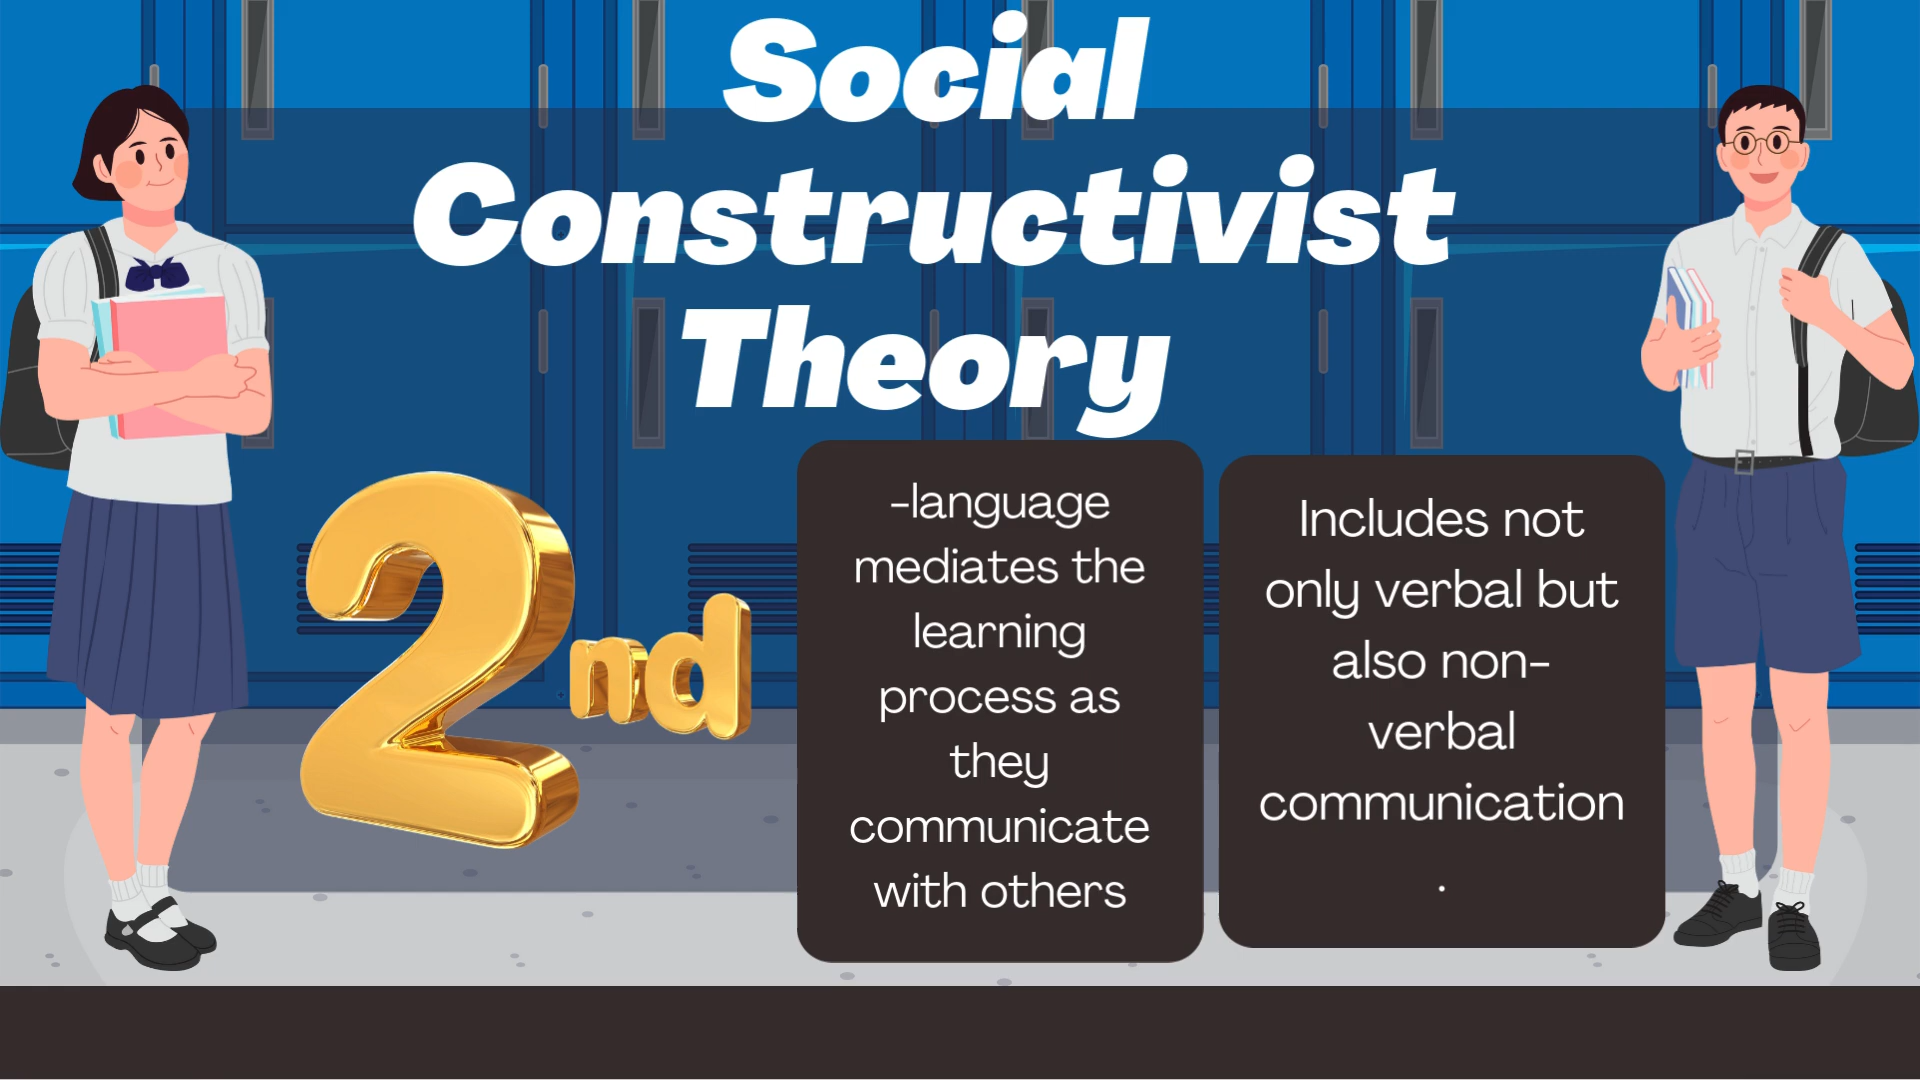 Social
Constructivist
Theory
2nd
-language
mediates the
learning
process as
they
communicate
with others
Includes not
only verbal but
also non-
verbal
communication
.